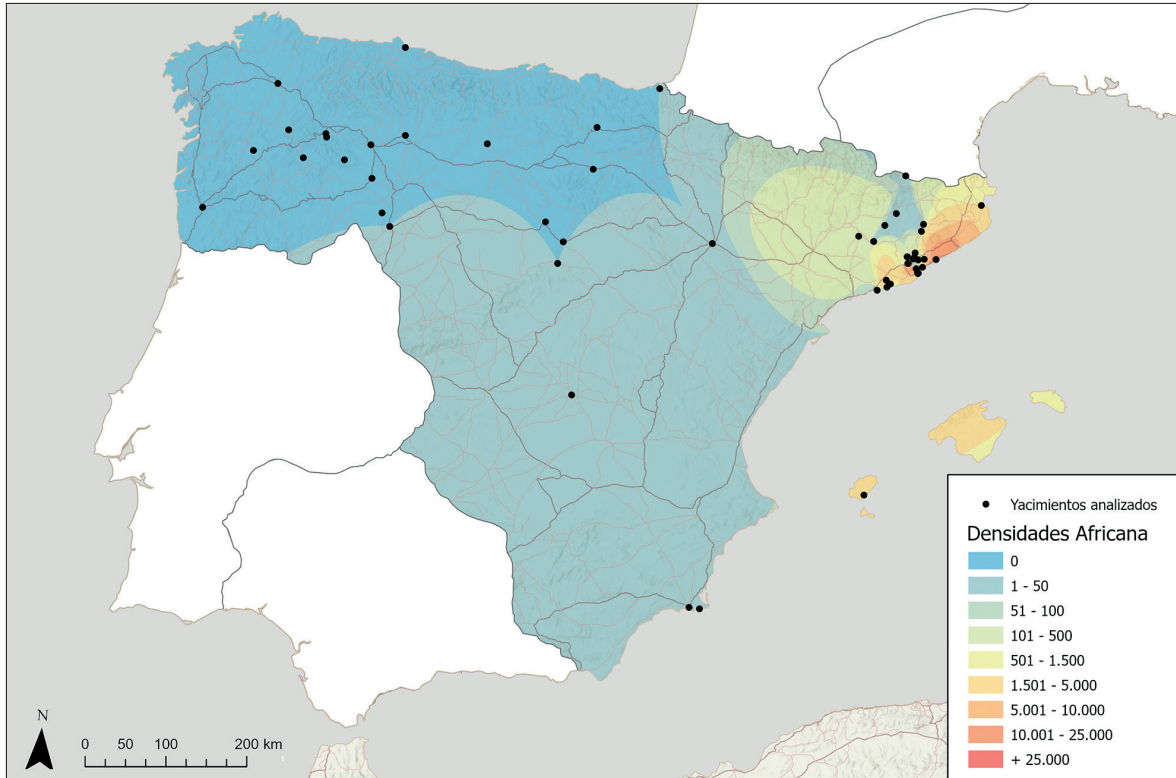 Yacimientos analizados
Densidades Africana
0
1 - 50
51 - 100
101 - 500
501 - 1.500
1.501 - 5.000
5.001 - 10.000
10.001 - 25.000
+ 25.000
N
0 50 100 200 km